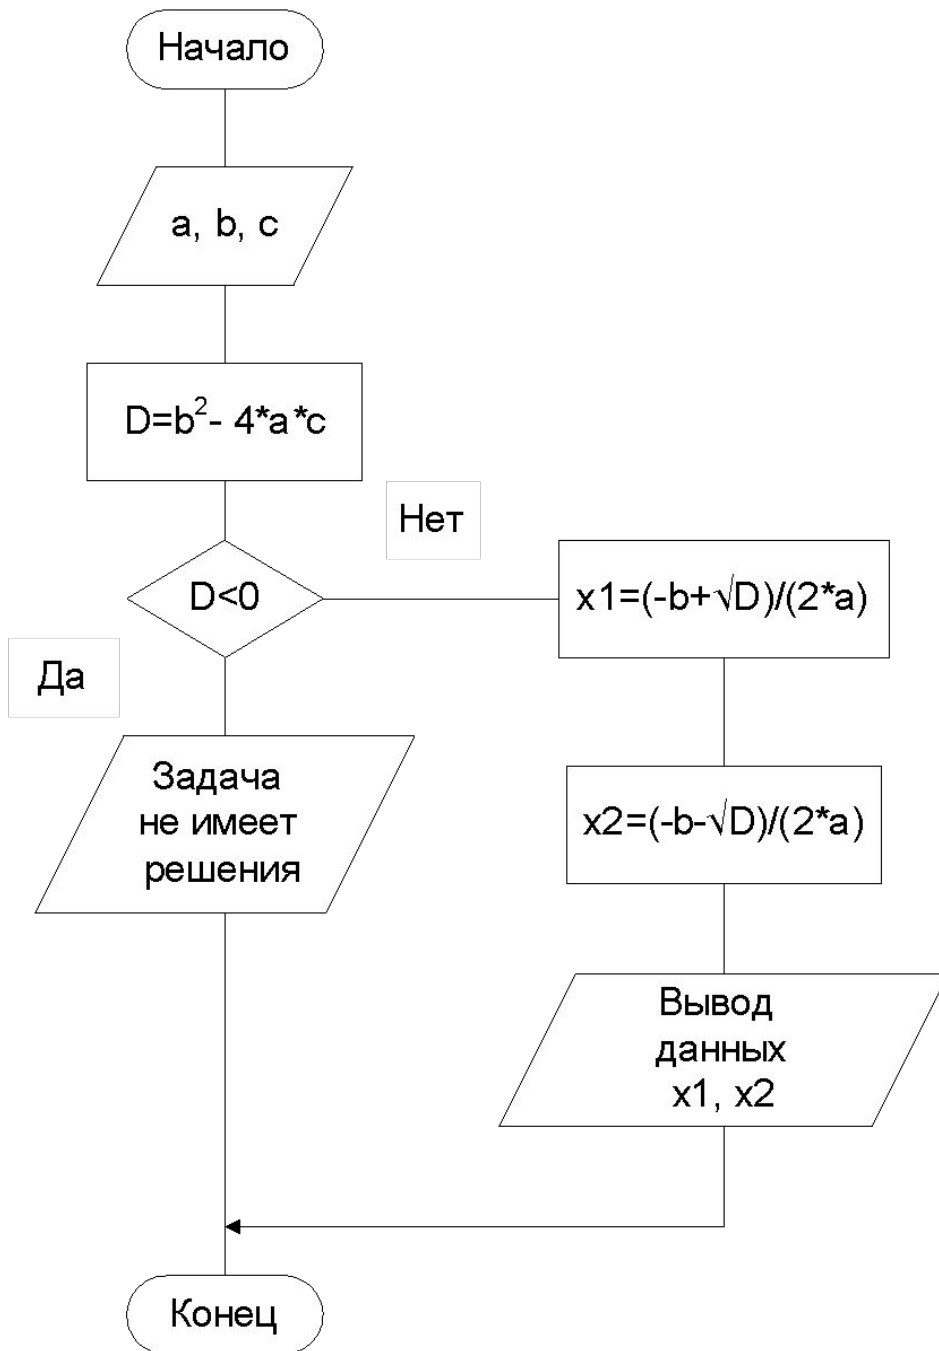 Начало
a, b, c
D=b²- 4*a*c
Нет
D<0
x1=(-b+√D)/(2*a)
Да
Задача
не имеет
решения
x2=(-b-√D)/(2*a)
Вывод
данных
x1, x2
Конец